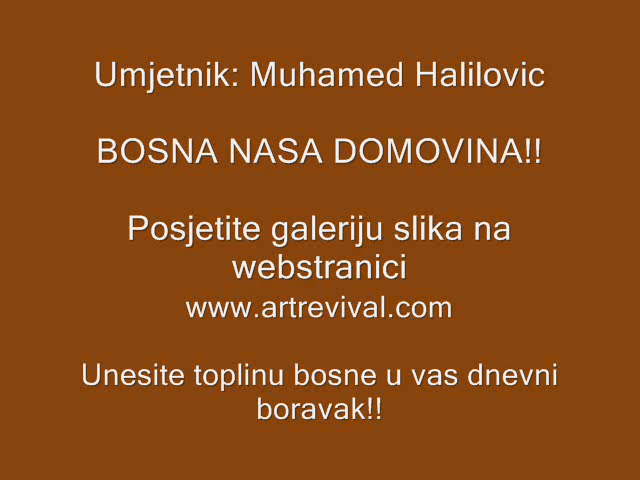 Umjetnik: Muhamed Halilovic
BOSNA NASA DOMOVINA!!
Posjetite galeriju slika na
webstranici
www.artrevival.com
Unesite toplinu bosne u vas dnevni
boravak!!